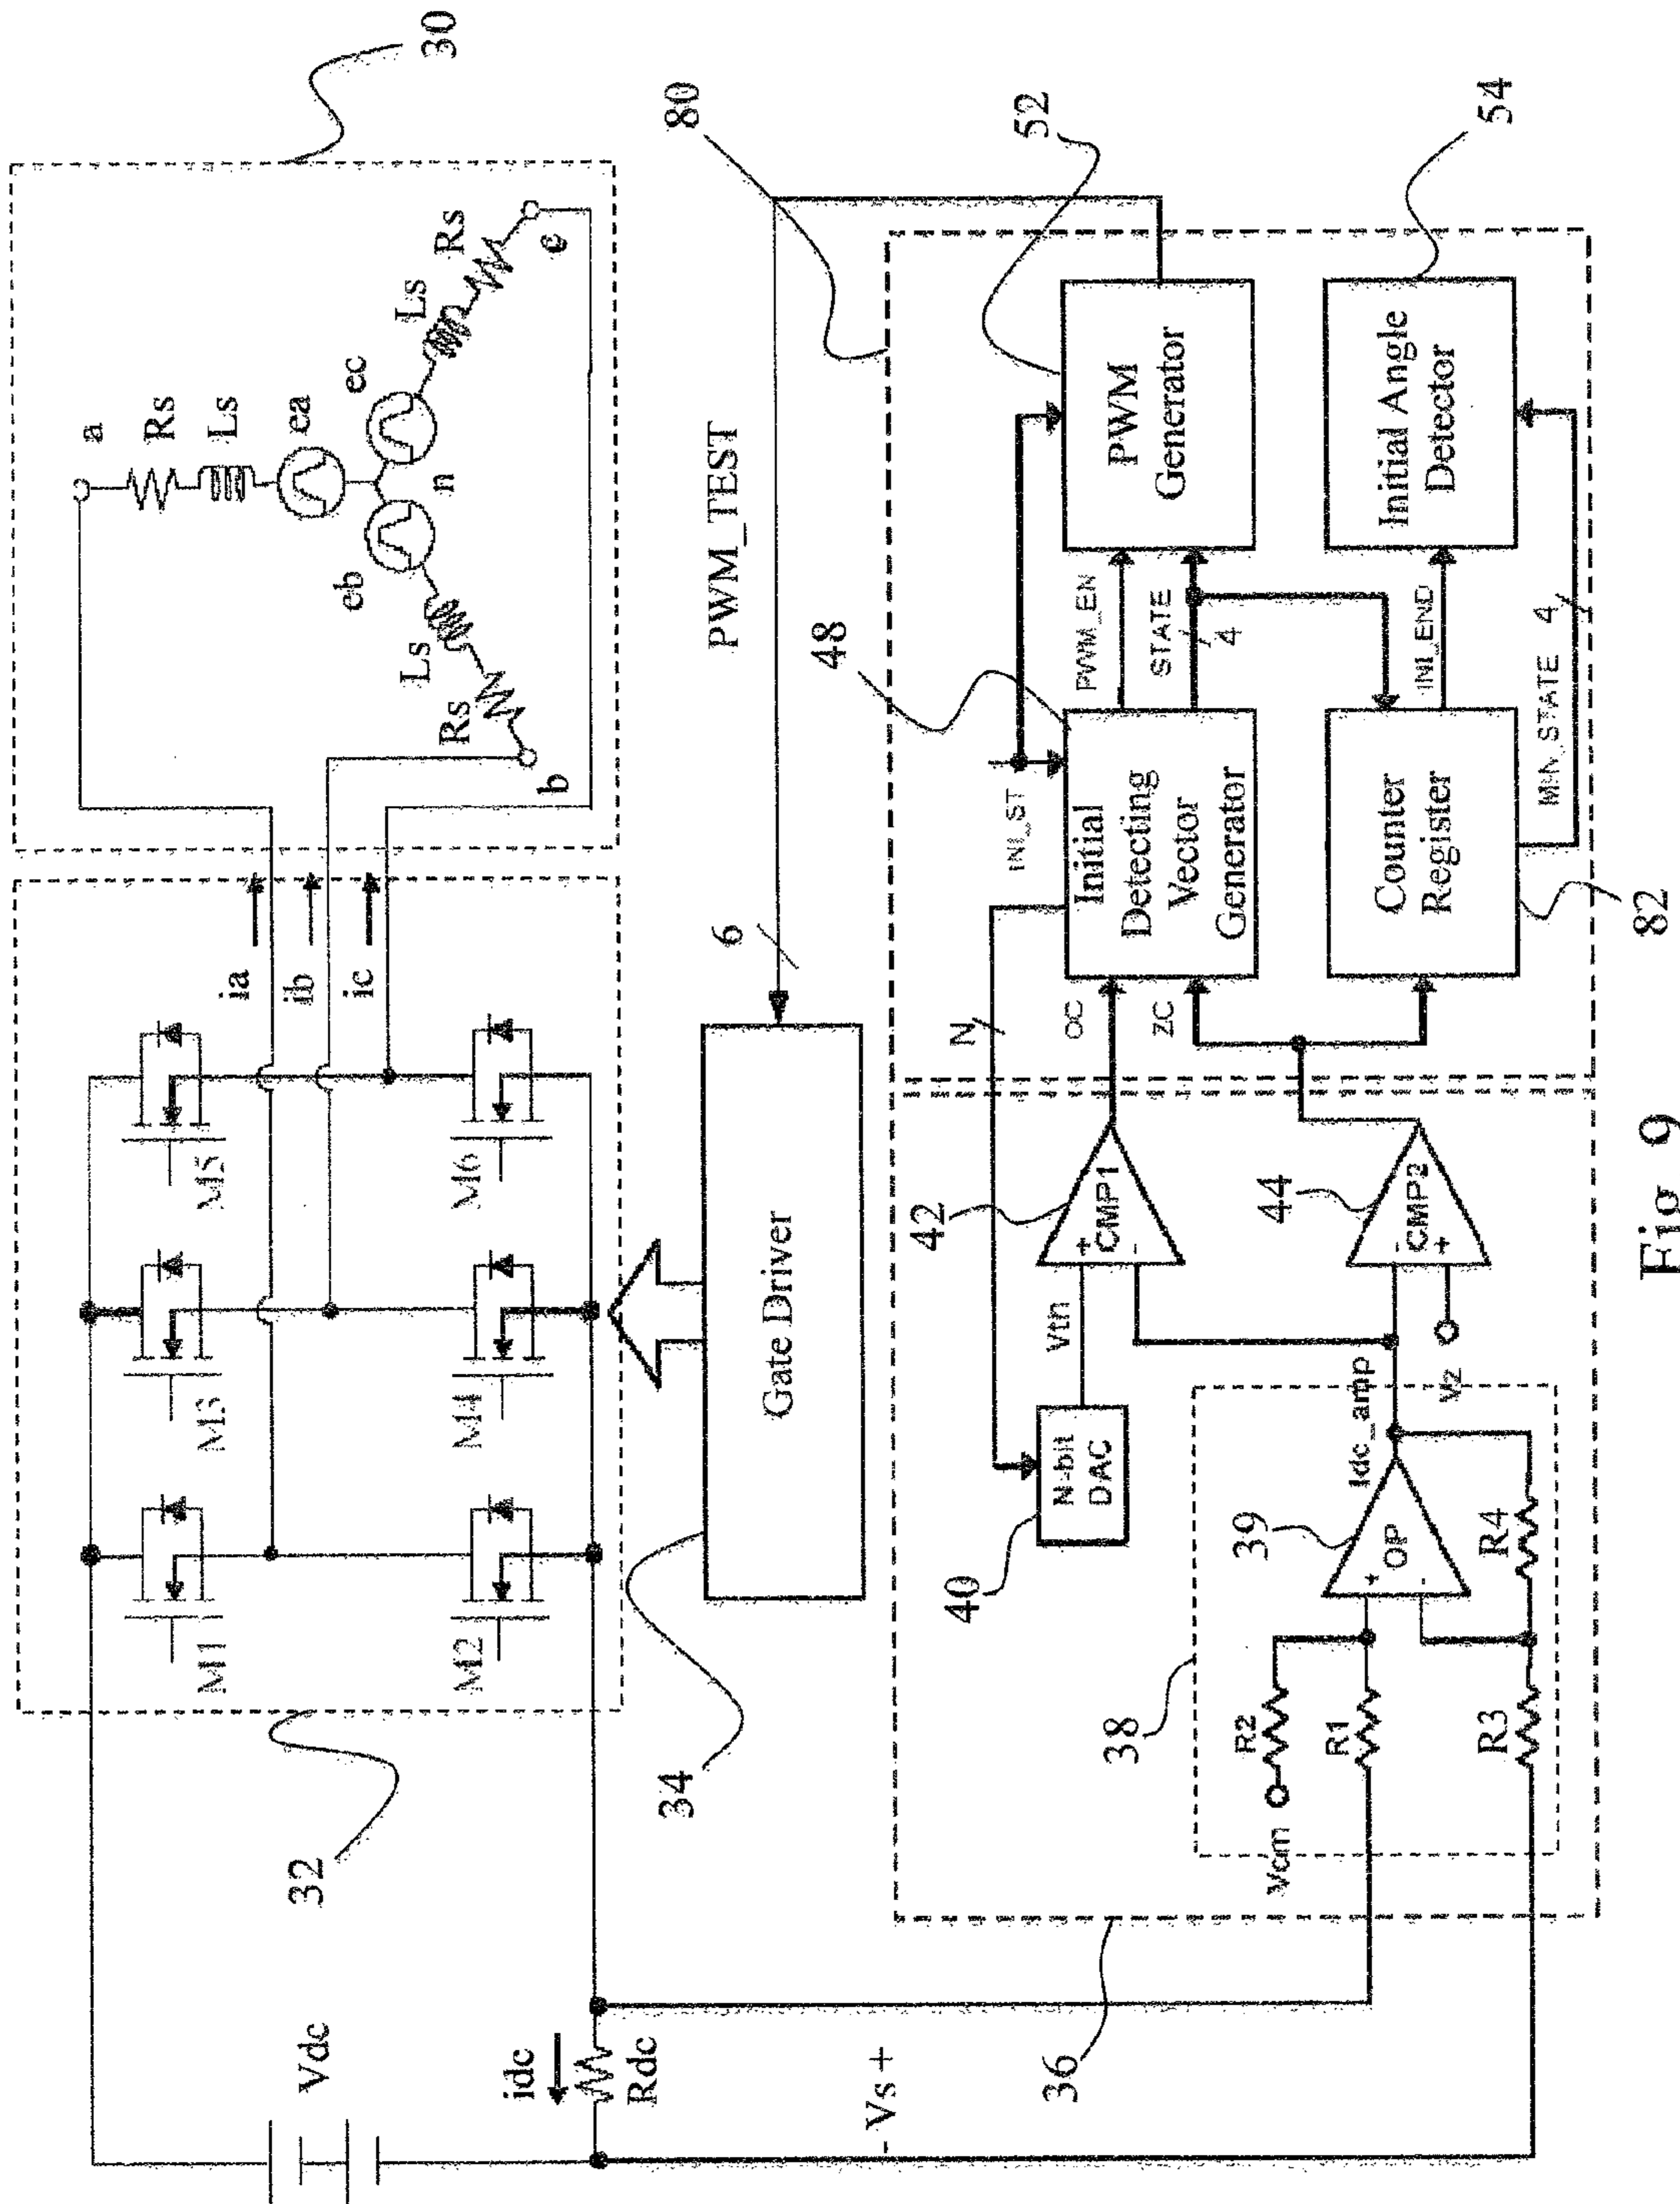 30
a
Rs
Ls
ea
n
ec
Ls
Rs
c
eb
Ls
Rs
b
Vdc
32
M1
M3
M5
M2
M4
M6
ia
ib
ic
idc
Rdc
- Vs +
34
Gate Driver
6
PWM_TEST
80
36
38
Vcm
R2
R1
R3
R4
39
+
-
OP
Idc_amp
40
N-bit
DAC
Vth
N
42
+
-
CMP1
44
-
+
CMP2
Vz
OC
ZC
INI_ST
48
Initial
Detecting
Vector
Generator
PWM_EN
STATE
4
52
PWM
Generator
Counter
Register
82
INI_END
MIN_STATE 4
Initial Angle
Detector
54
Fig. 9